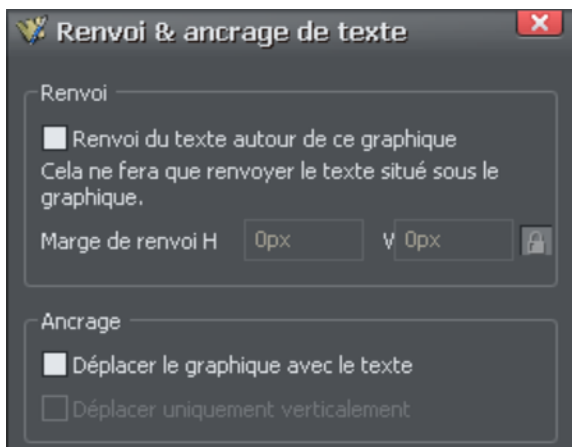 Renvoi & ancrage de texte
Renvoi
Renvoi du texte autour de ce graphique
Cela ne fera que renvoyer le texte situé sous le
graphique.
Marge de renvoi H 0px V 0px
Ancrage
Déplacer le graphique avec le texte
Déplacer uniquement verticalement